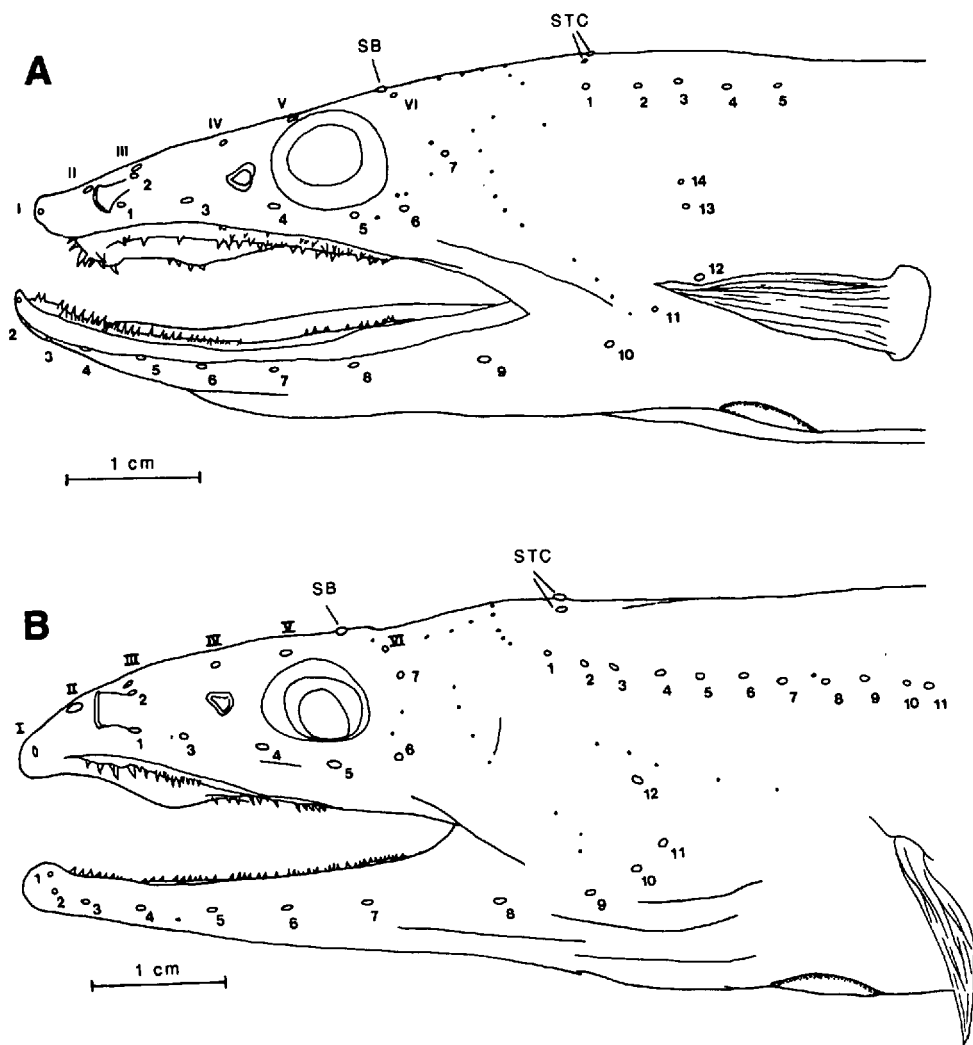 A
STC
SB
VI
V
IV
III
II
I
1 2 3 4 5
7
2
1 3 4 5 6
14
13
12
11
10
2
3 4 5 6 7 8 9
1 cm
B
STC
SB
VI
V
IV
III
II
I
1 2 3 4 5 6 7 8 9 10 11
7
2
1 3 4 5 6
12
11
10
9
1
2 3 4 5 6 7 8
1 cm